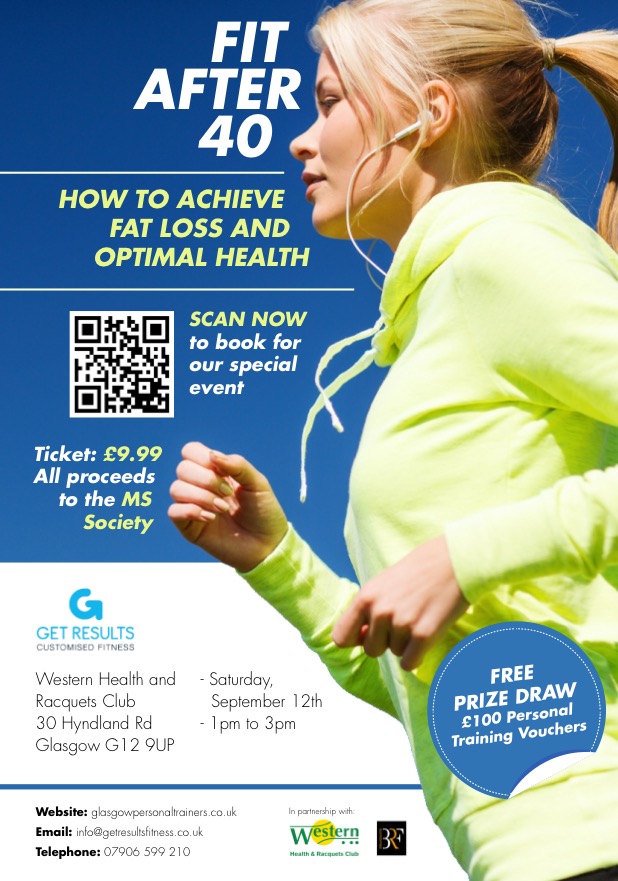 FIT
AFTER
40
HOW TO ACHIEVE
FAT LOSS AND
OPTIMAL HEALTH
SCAN NOW
to book for
our special
event
Ticket: £9.99
All proceeds
to the MS
Society
GET RESULTS
CUSTOMISED FITNESS
Western Health and
Racquets Club
30 Hyndland Rd
Glasgow G12 9UP
- Saturday,
September 12th
- 1pm to 3pm
FREE
PRIZE DRAW
£100 Personal
Training Vouchers
Website: glasgowpersonaltrainers.co.uk
Email: info@getresultsfitness.co.uk
Telephone: 07906 599 210
In partnership with:
Western
Health & Racquets Club
BRF